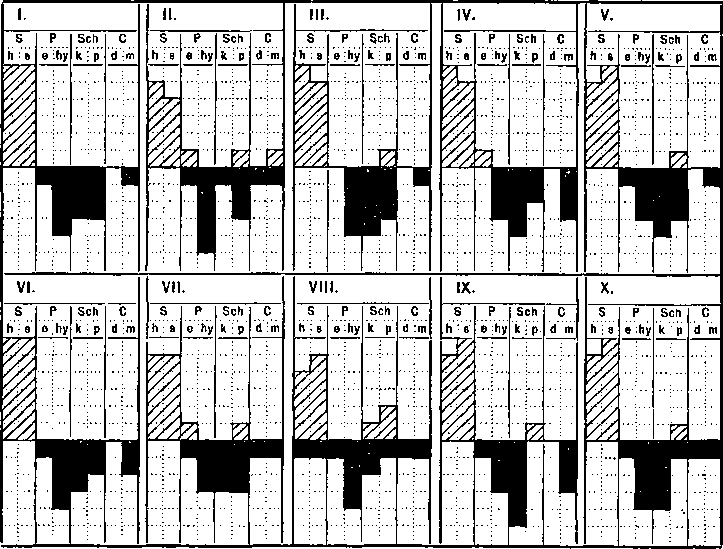 I. II. III. IV. V.
S P Sch C S P Sch C S P Sch C S P Sch C S P Sch C
h s e hy k p d m h s e hy k p d m h s e hy k p d m h s e hy k p d m h s e hy k p d m
VI. VII. VIII. IX. X.
S P Sch C S P Sch C S P Sch C S P Sch C S P Sch C
h s e hy k p d m h s e hy k p d m h s e hy k p d m h s e hy k p d m h s e hy k p d m